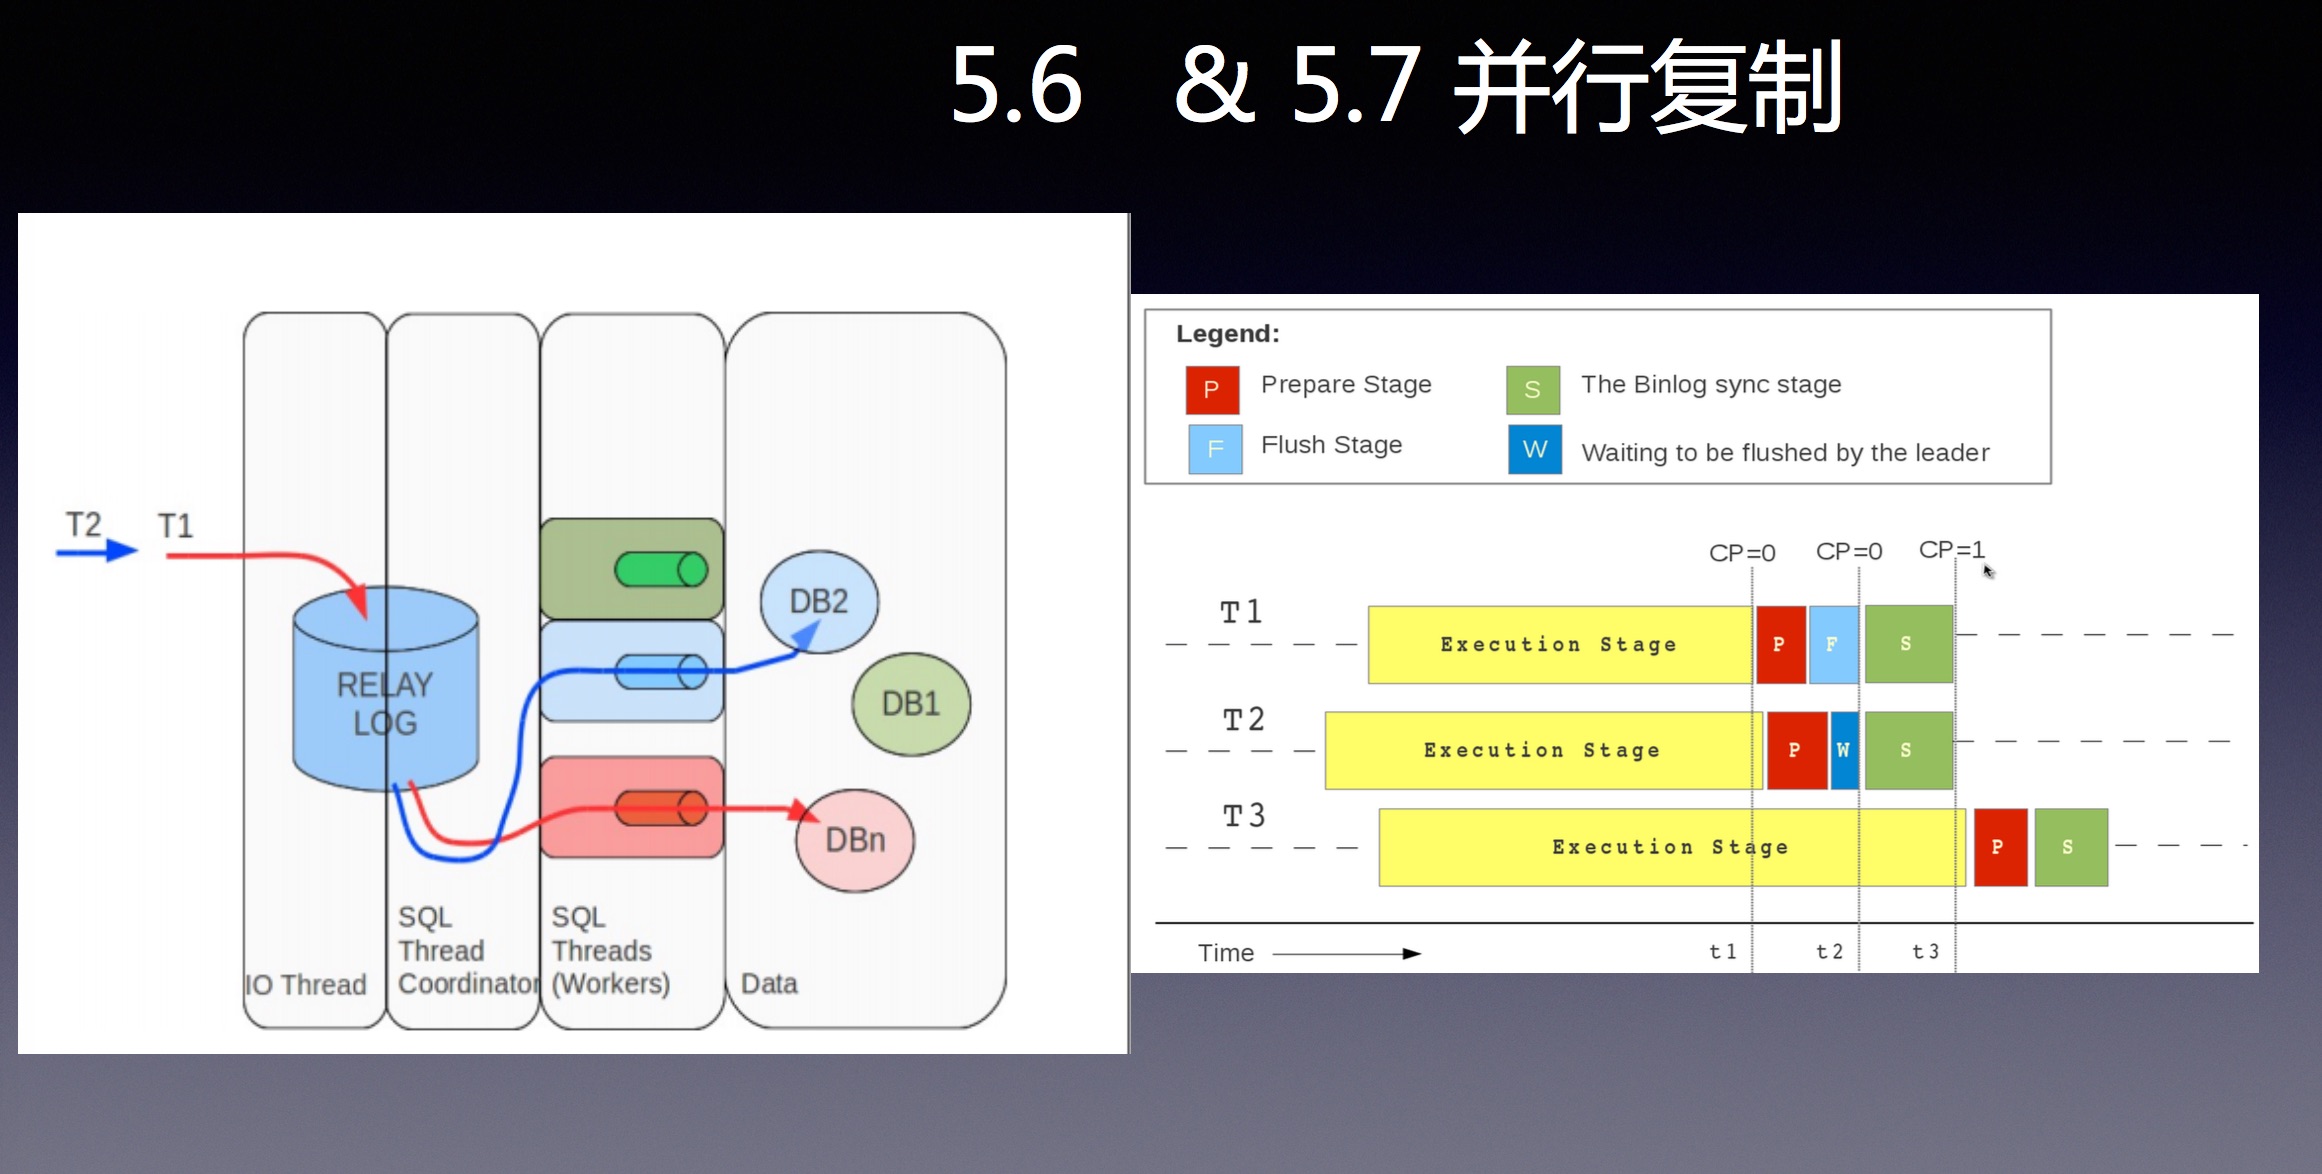 5.6 & 5.7 并行复制
T2
T1
RELAY
LOG
DB2
DB1
DBn
IO Thread
SQL
Thread
Coordinator
SQL
Threads
(Workers)
Data
Legend:
P Prepare Stage
S The Binlog sync stage
F Flush Stage
W Waiting to be flushed by the leader
CP=0 CP=0 CP=1
T1
Execution Stage P F S
T2
Execution Stage P W S
T3
Execution Stage P S
Time t1 t2 t3